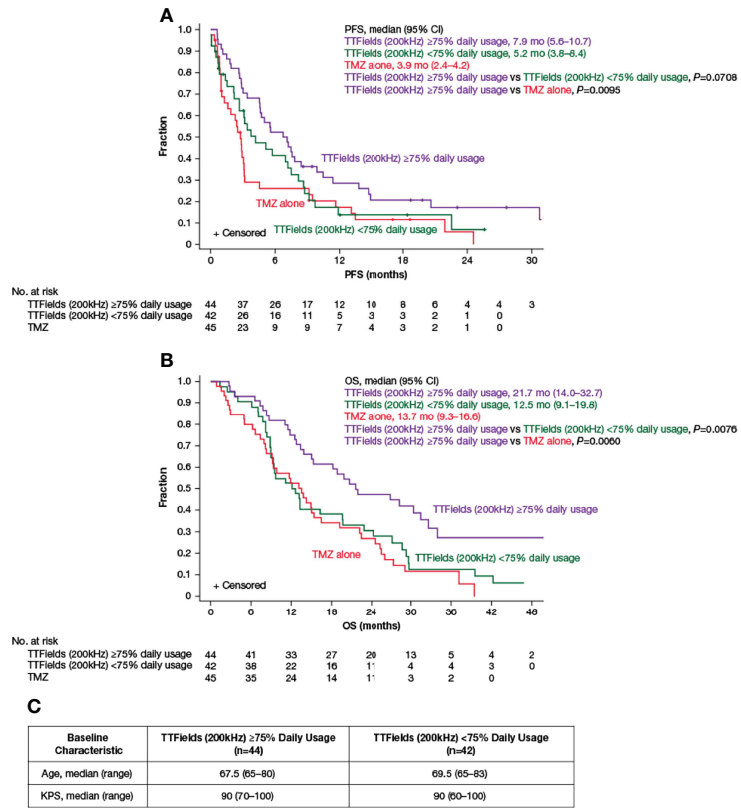 A
PFS, median (95% CI)
TTFields (200kHz) ≥75% daily usage, 7.9 mo (5.6–10.7)
TTFields (200kHz) <75% daily usage, 5.2 mo (3.8–8.4)
TMZ aone, 3.9 mo (2.4–4.2)
TTFields (200kHz) ≥75% daily usage vs TTFields (200kHz) <75% daily usage, P=0.0708
TTFields (200kHz) ≥75% daily usage vs TMZ alone, P=0.0095
1.0
0.9
0.8
0.7
0.6
0.5
0.4
0.3
0.2
0.1
0
Fraction
TTFields (200kHz) ≥75% daily usage
TMZ alone
TTFields (200kHz) <75% daily usage
+ Censored
0 6 12 18 24 30
PFS (months)
No. at risk
TTFields (200kHz) ≥75% daily usage 44 37 26 17 12 10 8 6 4 4 3
TTFields (200kHz) <75% daily usage 42 26 16 11 5 3 3 2 1 0
TMZ 45 23 9 9 7 4 3 2 1 0
B
OS, median (95% CI)
TTFields (200kHz) ≥75% daily usage, 21.7 mo (14.0–32.7)
TTFields (200kHz) <75% daily usage, 12.5 mo (9.1–19.8)
TMZ aone, 13.7 mo (9.3–16.6)
TTFields (200kHz) ≥75% daily usage vs TTFields (200kHz) <75% daily usage, P=0.0076
TTFields (200kHz) ≥75% daily usage vs TMZ alone, P=0.0060
1.0
0.9
0.8
0.7
0.6
0.5
0.4
0.3
0.2
0.1
0
Fraction
TTFields (200kHz) ≥75% daily usage
TMZ alone
TTFields (200kHz) <75% daily usage
+ Censored
0 6 12 18 24 30 36 42 48
OS (months)
No. at risk
TTFields (200kHz) ≥75% daily usage 44 41 33 27 20 13 5 4 2
TTFields (200kHz) <75% daily usage 42 38 22 16 11 4 4 3 0
TMZ 45 35 24 14 11 3 2 0
C
Baseline Characteristic
TTFields (200kHz) ≥75% Daily Usage (n=44)
TTFields (200kHz) <75% Daily Usage (n=42)
Age, median (range) 67.5 (65–80) 69.5 (65–83)
KPS, median (range) 90 (70–100) 90 (60–100)